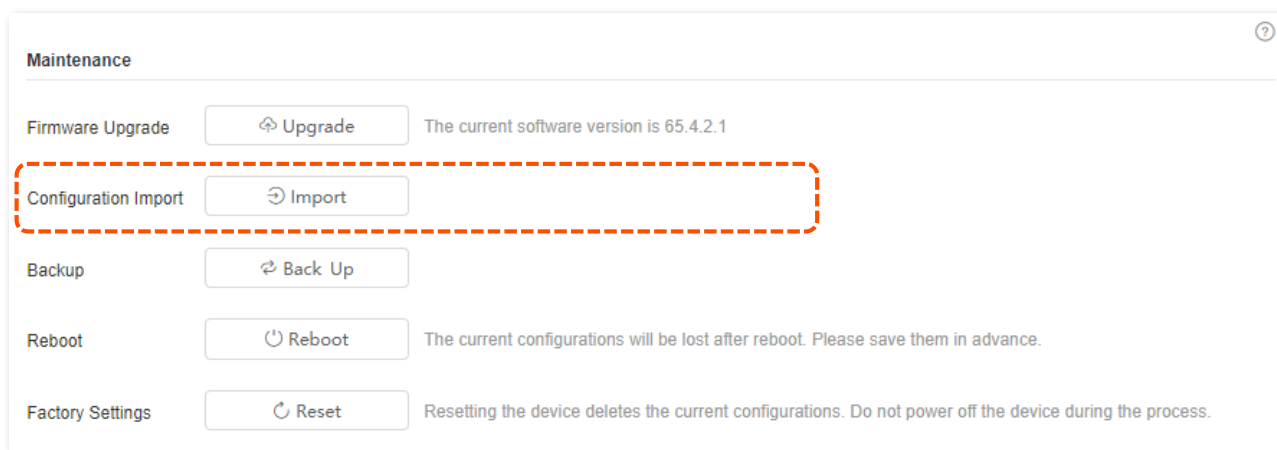 Maintenance
Firmware Upgrade Upgrade The current software version is 65.4.2.1
Configuration Import Import
Backup Back Up
Reboot Reboot The current configurations will be lost after reboot. Please save them in advance.
Factory Settings Reset Resetting the device deletes the current configurations. Do not power off the device during the process.